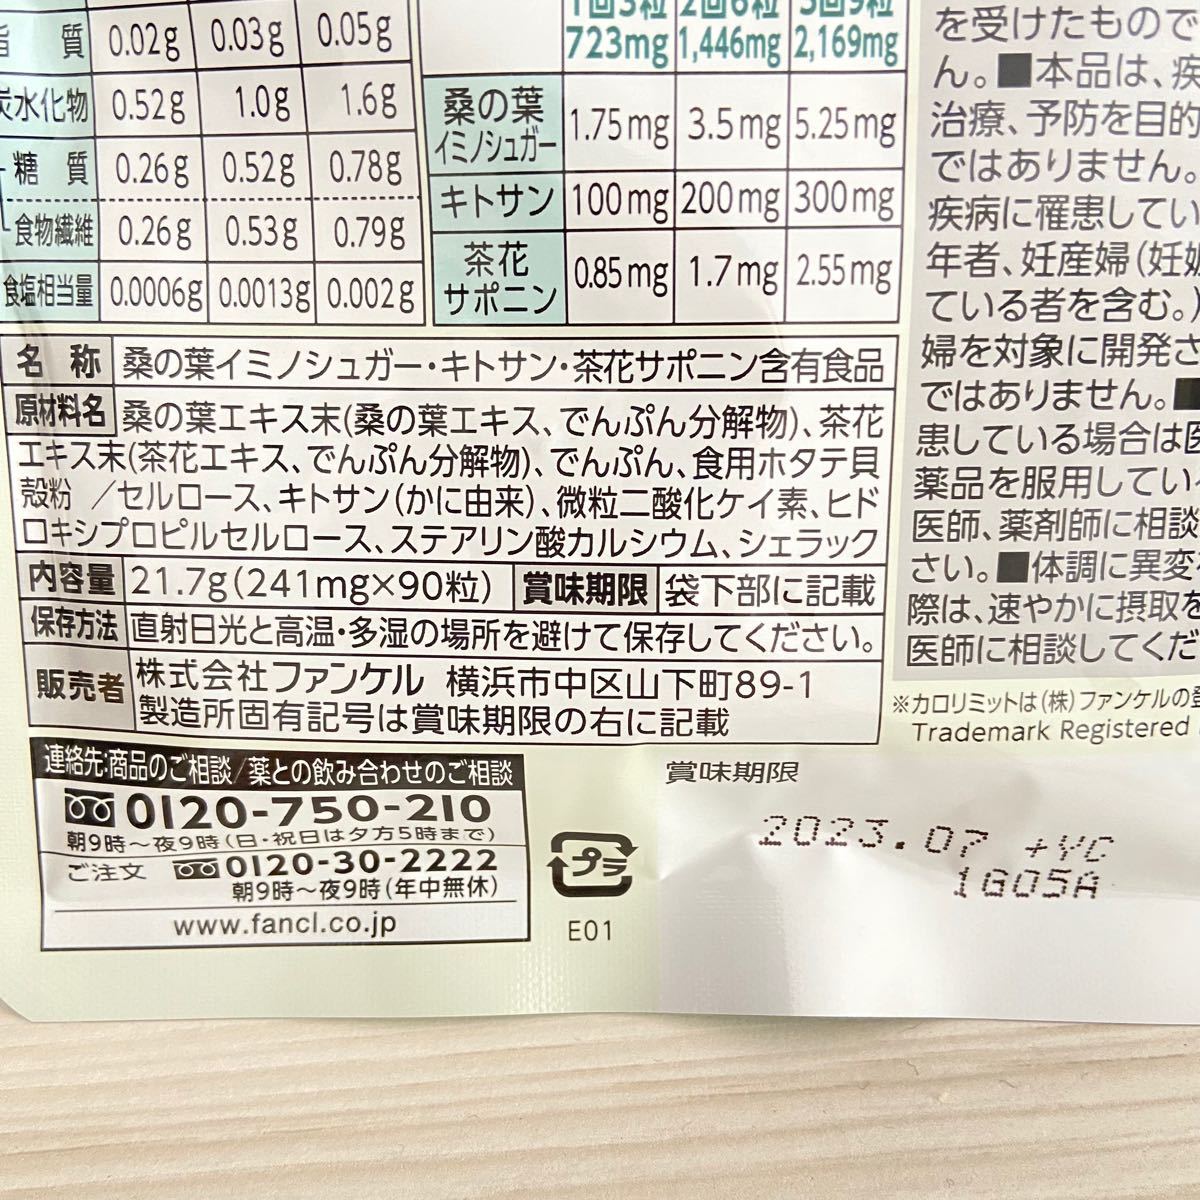 脂　質 0.02g 0.03g 0.05g
炭水化物 0.52g 1.0g 1.6g
糖　質 0.26g 0.52g 0.78g
食物繊維 0.26g 0.53g 0.79g
食塩相当量 0.0006g 0.0013g 0.002g
1回3粒 2回6粒 3回9粒
723mg 1,446mg 2,169mg
桑の葉
イミノシュガー 1.75mg 3.5mg 5.25mg
キトサン 100mg 200mg 300mg
茶花
サポニン 0.85mg 1.7mg 2.55mg
名　称 桑の葉イミノシュガー・キトサン・茶花サポニン含有食品
原材料名 桑の葉エキス末(桑の葉エキス、でんぷん分解物)、茶花
エキス末(茶花エキス、でんぷん分解物)、でんぷん、食用ホタテ貝
殻粉 /セルロース、キトサン(かに由来)、微粒二酸化ケイ素、ヒド
ロキシプロピルセルロース、ステアリン酸カルシウム、シェラック
内容量 21.7g(241mg×90粒) 賞味期限 袋下部に記載
保存方法 直射日光と高温・多湿の場所を避けて保存してください。
販売者 株式会社ファンケル 横浜市中区山下町89-1
製造所固有記号は賞味期限の右に記載
連絡先:商品のご相談/薬との飲み合わせのご相談
0120-750-210
朝9時〜夜9時(日・祝日は夕方5時まで)
ご注文 0120-30-2222
朝9時〜夜9時(年中無休)
www.fancl.co.jp
プラ
E01
を受けたもので
ん。■本品は、疾
治療、予防を目的
ではありません。
疾病に罹患してい
年者、妊産婦(妊娠
ている者を含む。)
婦を対象に開発さ
ではありません。■
患している場合は医
薬品を服用してい
医師、薬剤師に相談
さい。■体調に異変
際は、速やかに摂取を
医師に相談してくだ
※カロリミットは(株)ファンケルの登
Trademark Registered
賞味期限
2023.07 +YC
1G05A